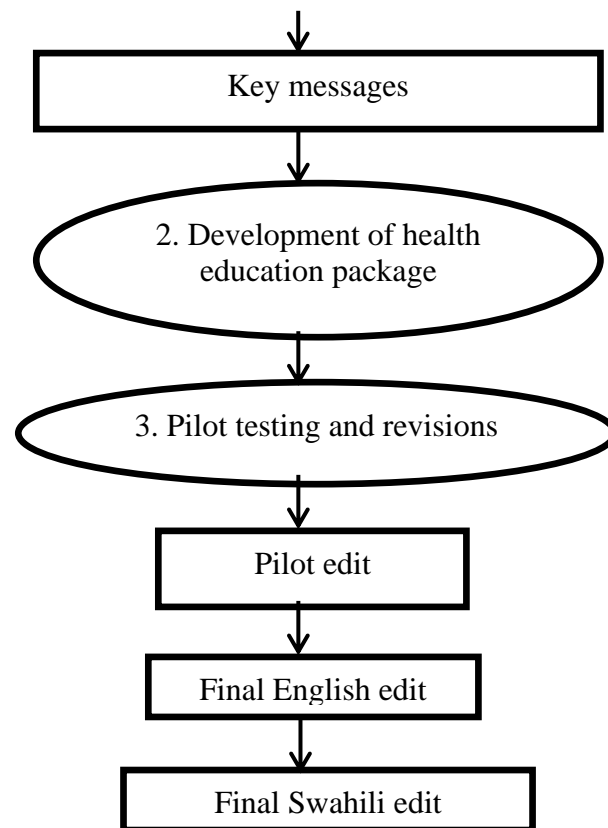 Key messages
2. Development of health
education package
3. Pilot testing and revisions
Pilot edit
Final English edit
Final Swahili edit